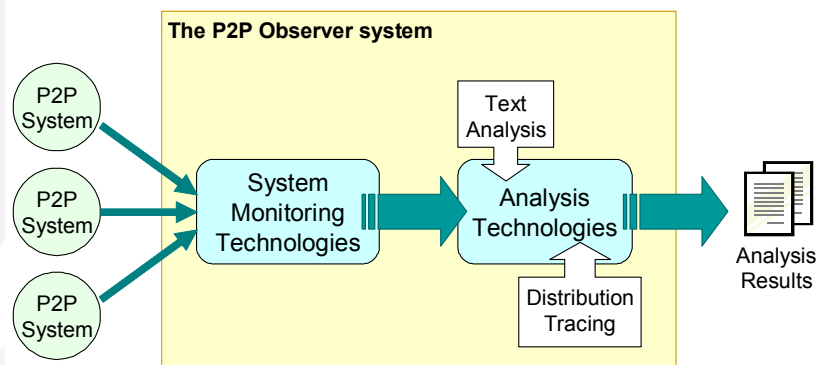 The P2P Observer system
P2P
System
P2P
System
P2P
System
System
Monitoring
Technologies
Text
Analysis
Analysis
Technologies
Distribution
Tracing
Analysis
Results